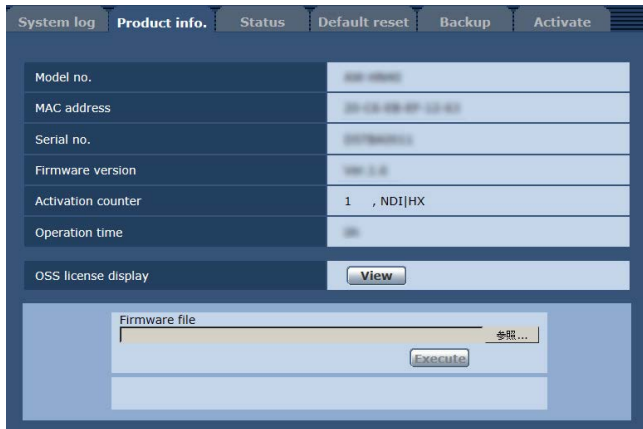 System log Product info. Status Default reset Backup Activate
Model no.
MAC address
Serial no.
Firmware version
Activation counter 1 , NDI|HX
Operation time
OSS license display View
Firmware file
参照...
Execute